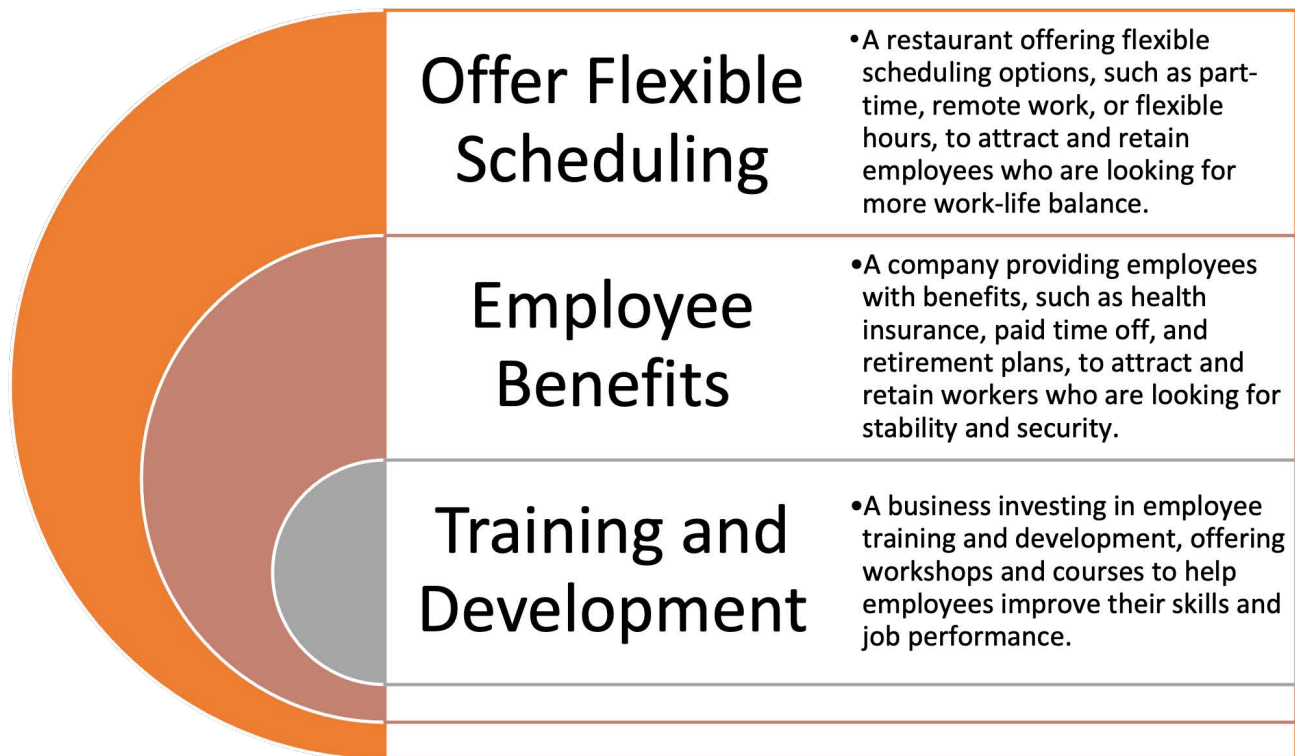 Offer Flexible
Scheduling
•A restaurant offering flexible
scheduling options, such as part-
time, remote work, or flexible
hours, to attract and retain
employees who are looking for
more work-life balance.
Employee
Benefits
•A company providing employees
with benefits, such as health
insurance, paid time off, and
retirement plans, to attract and
retain workers who are looking for
stability and security.
Training and
Development
•A business investing in employee
training and development, offering
workshops and courses to help
employees improve their skills and
job performance.